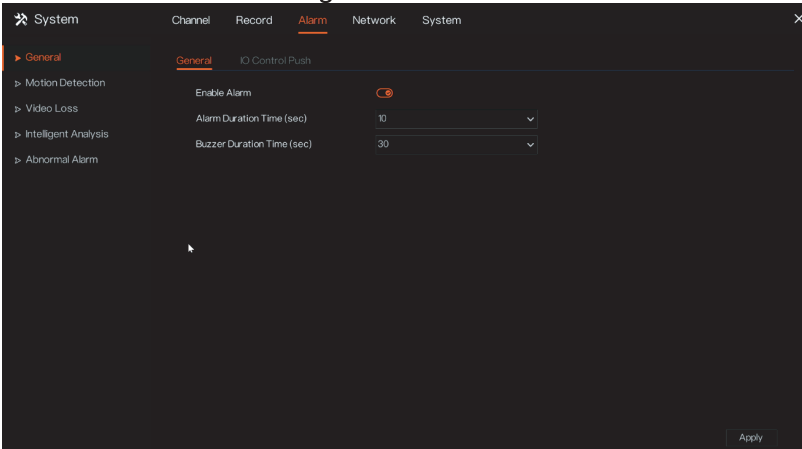 System
Channel Record Alarm Network System
General
Motion Detection
Video Loss
Intelligent Analysis
Abnormal Alarm
General IO Control Push
Enable Alarm
Alarm Duration Time (sec) 10
Buzzer Duration Time (sec) 30
Apply